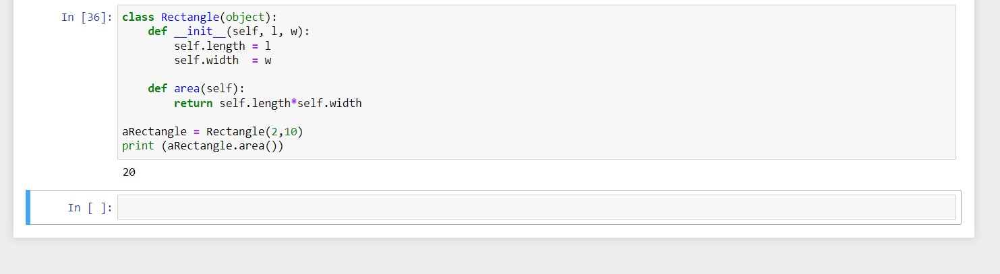 In [36]: class Rectangle(object):
    def __init__(self, l, w):
        self.length = l
        self.width  = w
    def area(self):
        return self.length*self.width
aRectangle = Rectangle(2,10)
print (aRectangle.area())
20
In [ ]: